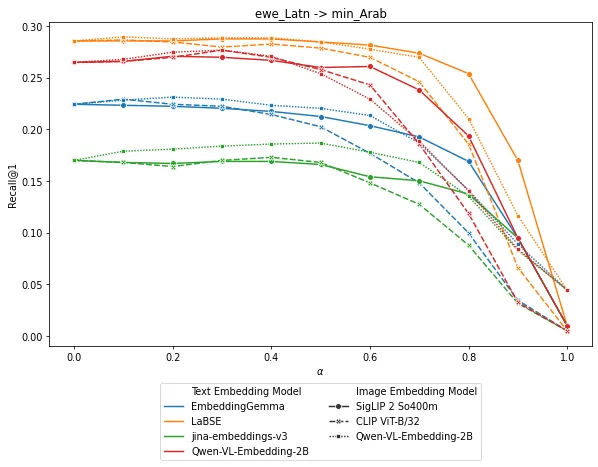 ewe_Latn -> min_Arab
0.30
0.25
0.20
0.15
0.10
0.05
0.00
Recall@1
0.0 0.2 0.4 0.6 0.8 1.0
α
Text Embedding Model
EmbeddingGemma
LaBSE
jina-embeddings-v3
Qwen-VL-Embedding-2B
Image Embedding Model
SigLIP 2 So400m
CLIP ViT-B/32
Qwen-VL-Embedding-2B